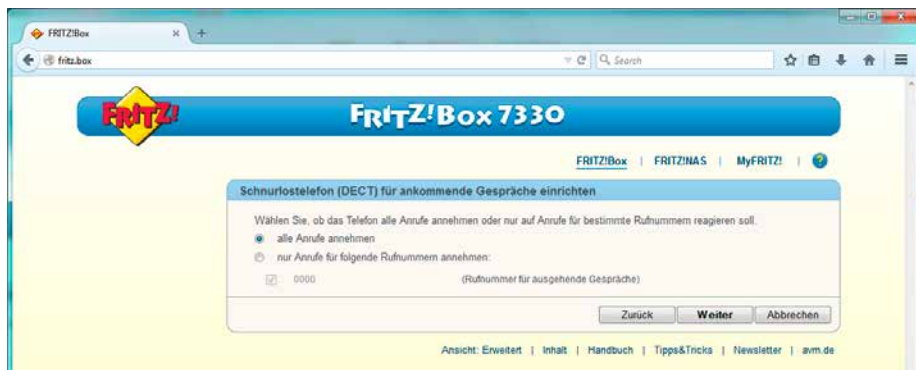 FRITZ!Box
fritz.box
Search
FRITZ!
FRITZ!Box 7330
FRITZ!Box | FRITZ!NAS | MyFRITZ! | ?
Schnurlostelefon (DECT) für ankommende Gespräche einrichten
Wählen Sie, ob das Telefon alle Anrufe annehmen oder nur auf Anrufe für bestimmte Rufnummern reagieren soll.
alle Anrufe annehmen
nur Anrufe für folgende Rufnummern annehmen:
0000 (Rufnummer für ausgehende Gespräche)
Zurück Weiter Abbrechen
Ansicht: Erweitert | Inhalt | Handbuch | Tipps&Tricks | Newsletter | avm.de